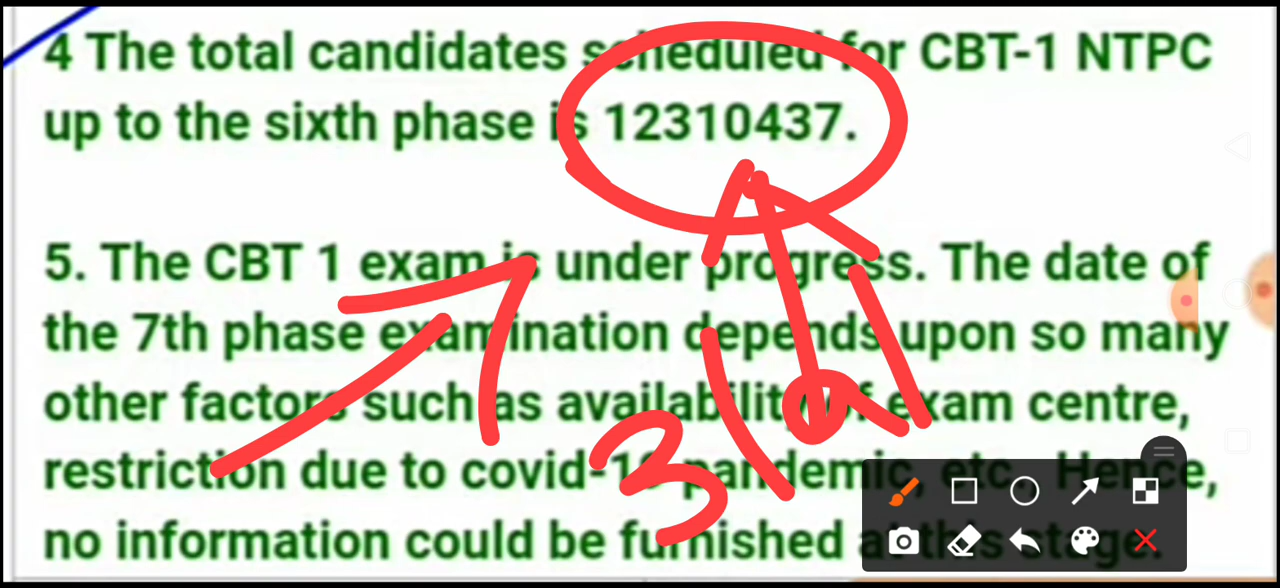 4 The total candidates scheduled for CBT-1 NTPC
up to the sixth phase is 12310437.
5. The CBT 1 exam is under progress. The date of
the 7th phase examination depends upon so many
other factors such as availability of exam centre,
restriction due to covid-19 pandemic, etc., Hence,
no information could be furnished at this stage.